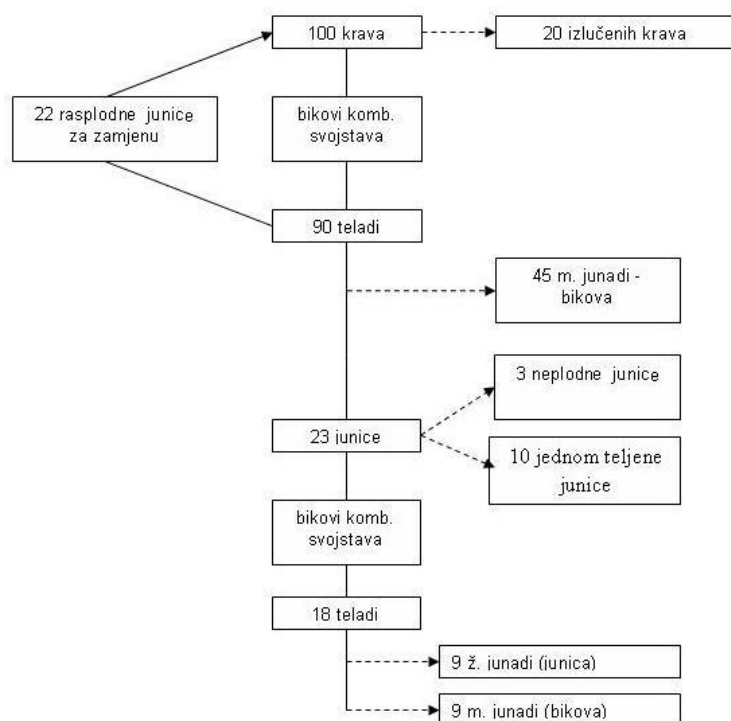 100 krava
20 izlučenih krava
22 rasplodne junice
za zamjenu
bikovi komb.
svojstava
90 teladi
45 m. junadi -
bikova
3 neplodne junice
23 junice
10 jednom teljene
junice
bikovi komb.
svojstava
18 teladi
9 ž. junadi (junica)
9 m. junadi (bikova)